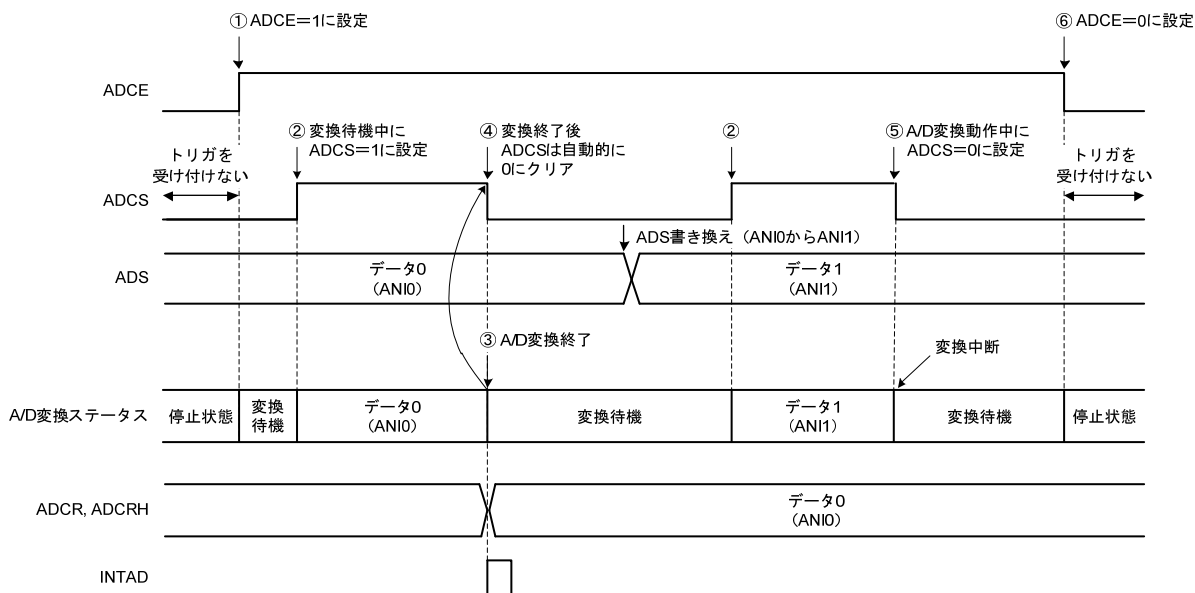 ① ADCE＝1に設定
⑥ ADCE＝0に設定
ADCE
② 変換待機中に
ADCS＝1に設定
④ 変換終了後
ADCSは自動的に
0にクリア
②
⑤ A/D変換動作中に
ADCS＝0に設定
トリガを
受け付けない
トリガを
受け付けない
ADCS
ADS書き換え（ANI0からANI1）
ADS
データ0
（ANI0）
データ1
（ANI1）
③ A/D変換終了
変換中断
A/D変換ステータス
停止状態
変換
待機
データ0
（ANI0）
変換待機
データ1
（ANI1）
変換待機
停止状態
ADCR, ADCRH
データ0
（ANI0）
INTAD